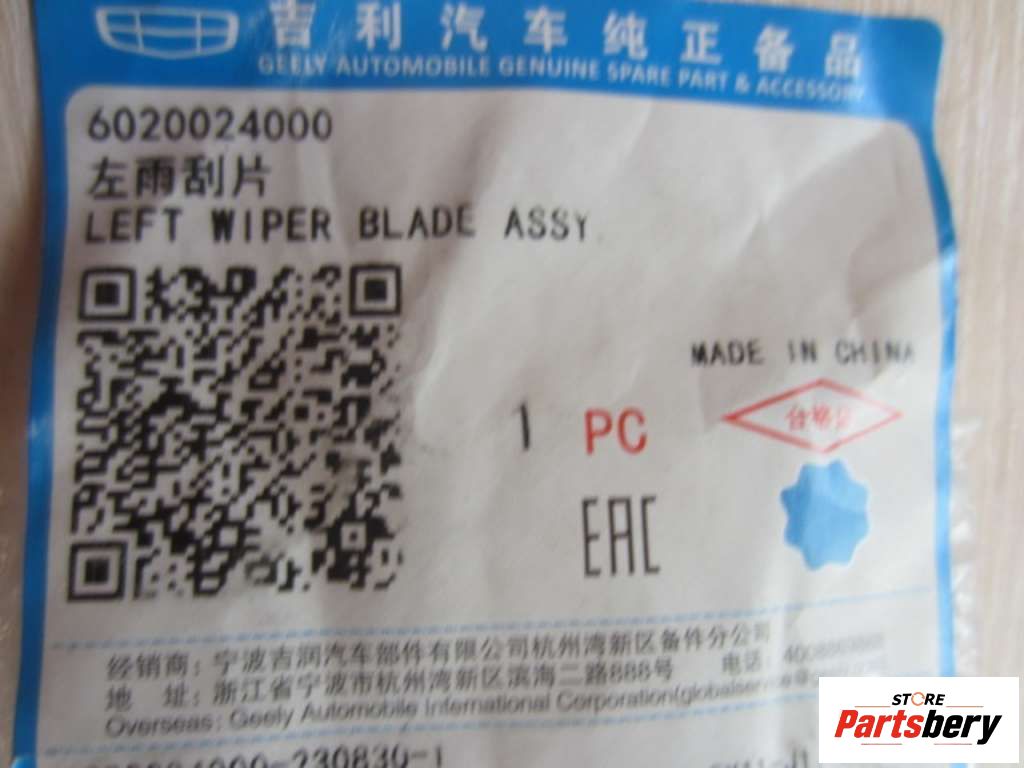 吉利汽车纯正备品
GEELY AUTOMOBILE GENUINE SPARE PART & ACCESSORY
6020024000
左雨刮片
LEFT WIPER BLADE ASSY
MADE IN CHINA
1 PC
合格
EAC
经销商：宁波吉润汽车部件有限公司杭州湾新区备件分公司
地 址：浙江省宁波市杭州湾新区滨海二路888号 电话：
Overseas: Geely Automobile International Corporation
-230830-1
STORE
Partsbery